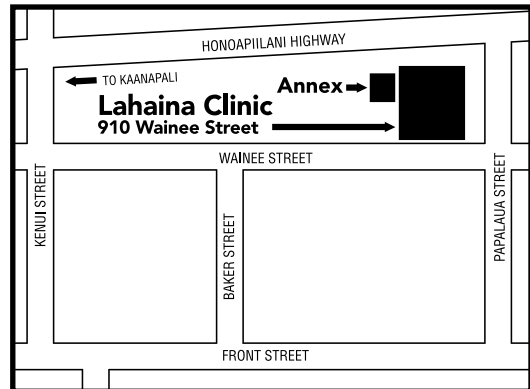 HONOAPIILANI HIGHWAY
TO KAANAPALI
Annex
Lahaina Clinic
910 Wainee Street
WAINEE STREET
KENUI STREET
BAKER STREET
PAPALAUA STREET
FRONT STREET